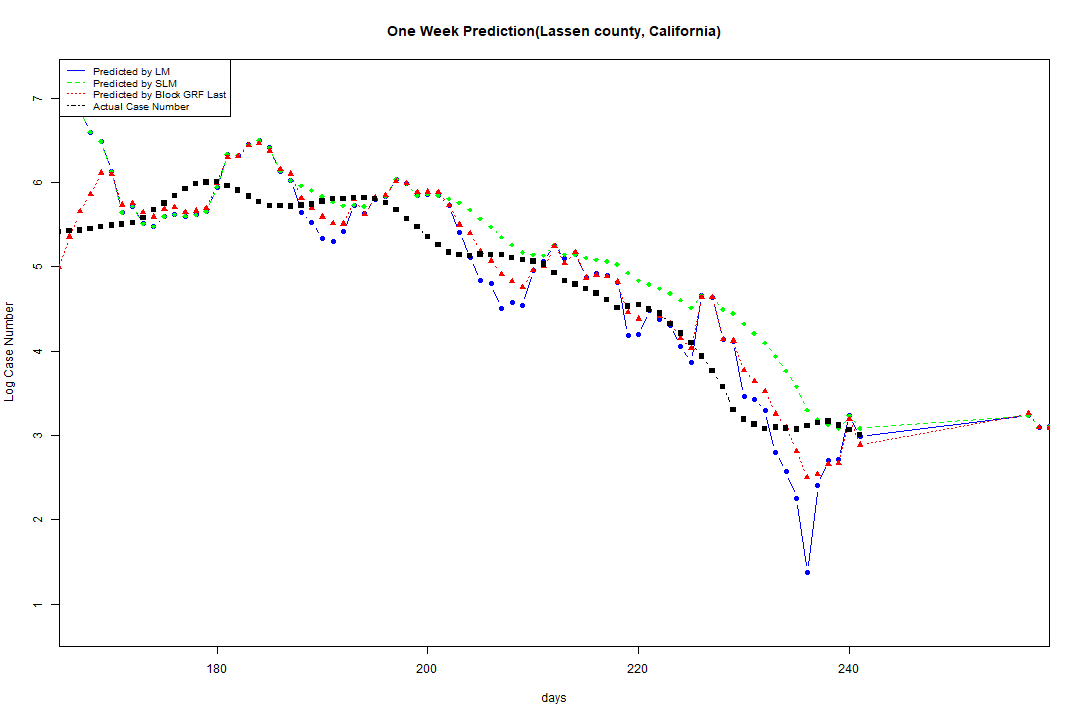 One Week Prediction(Lassen county, California)
Predicted by LM
Predicted by SLM
Predicted by Block GRF Last
Actual Case Number
7
6
5
4
3
2
1
Log Case Number
180
200
220
240
days